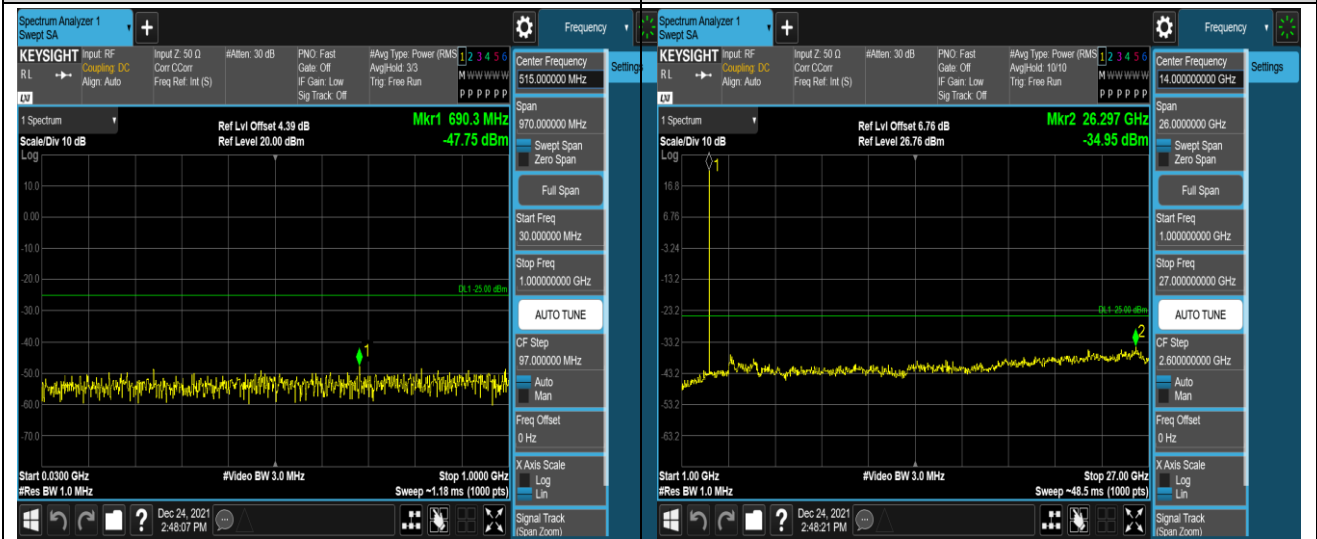 Spectrum Analyzer 1
Swept SA
+
Frequency
KEYSIGHT
Input: RF
Coupling: DC
Align: Auto
Input Z: 50 Ω
Corr CCorr
Freq Ref: Int (S)
#Atten: 30 dB
PNO: Fast
Gate: Off
IF Gain: Low
Sig Track: Off
#Avg Type: Power (RMS
Avg|Hold: 3/3
Trig: Free Run
1 2 3 4 5 6
M W W W W W
P P P P P P
RL
LXI
Center Frequency
515.000000 MHz
Settings
1 Spectrum
Scale/Div 10 dB
Log
Ref Lvl Offset 4.39 dB
Ref Level 20.00 dBm
Mkr1 690.3 MHz
-47.75 dBm
10.0
0.00
-10.0
-20.0
-30.0
-40.0
-50.0
-60.0
-70.0
DL1 -25.00 dBm
1
Start 0.0300 GHz
#Res BW 1.0 MHz
#Video BW 3.0 MHz
Stop 1.0000 GHz
Sweep ~1.18 ms (1000 pts)
Span
970.000000 MHz
Swept Span
Zero Span
Full Span
Start Freq
30.000000 MHz
Stop Freq
1.000000000 GHz
AUTO TUNE
CF Step
97.000000 MHz
Auto
Man
Freq Offset
0 Hz
X Axis Scale
Log
Lin
Signal Track
(Span Zoom)
?
Dec 24, 2021
2:48:07 PM
Spectrum Analyzer 1
Swept SA
+
Frequency
KEYSIGHT
Input: RF
Coupling: DC
Align: Auto
Input Z: 50 Ω
Corr CCorr
Freq Ref: Int (S)
#Atten: 30 dB
PNO: Fast
Gate: Off
IF Gain: Low
Sig Track: Off
#Avg Type: Power (RMS
Avg|Hold: 10/10
Trig: Free Run
1 2 3 4 5 6
M W W W W W
P P P P P P
RL
LXI
Center Frequency
14.000000000 GHz
Settings
1 Spectrum
Scale/Div 10 dB
Log
Ref Lvl Offset 6.76 dB
Ref Level 26.76 dBm
Mkr2 26.297 GHz
-34.95 dBm
16.8
6.76
-3.24
-13.2
-23.2
-33.2
-43.2
-53.2
-63.2
1
DL1 -25.00 dBm
2
Start 1.00 GHz
#Res BW 1.0 MHz
#Video BW 3.0 MHz
Stop 27.00 GHz
Sweep ~48.5 ms (1000 pts)
Span
26.0000000 GHz
Swept Span
Zero Span
Full Span
Start Freq
1.000000000 GHz
Stop Freq
27.000000000 GHz
AUTO TUNE
CF Step
2.600000000 GHz
Auto
Man
Freq Offset
0 Hz
X Axis Scale
Log
Lin
Signal Track
(Span Zoom)
?
Dec 24, 2021
2:48:21 PM